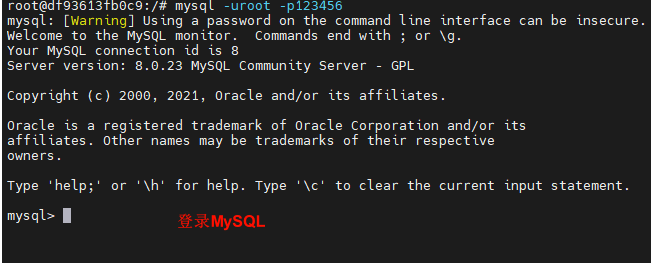 root@df93613fb0c9:/# mysql -uroot -p123456
mysql: [Warning] Using a password on the command line interface can be insecure.
Welcome to the MySQL monitor.  Commands end with ; or \g.
Your MySQL connection id is 8
Server version: 8.0.23 MySQL Community Server - GPL
Copyright (c) 2000, 2021, Oracle and/or its affiliates.
Oracle is a registered trademark of Oracle Corporation and/or its
affiliates. Other names may be trademarks of their respective
owners.
Type 'help;' or '\h' for help. Type '\c' to clear the current input statement.
mysql>
登录MySQL